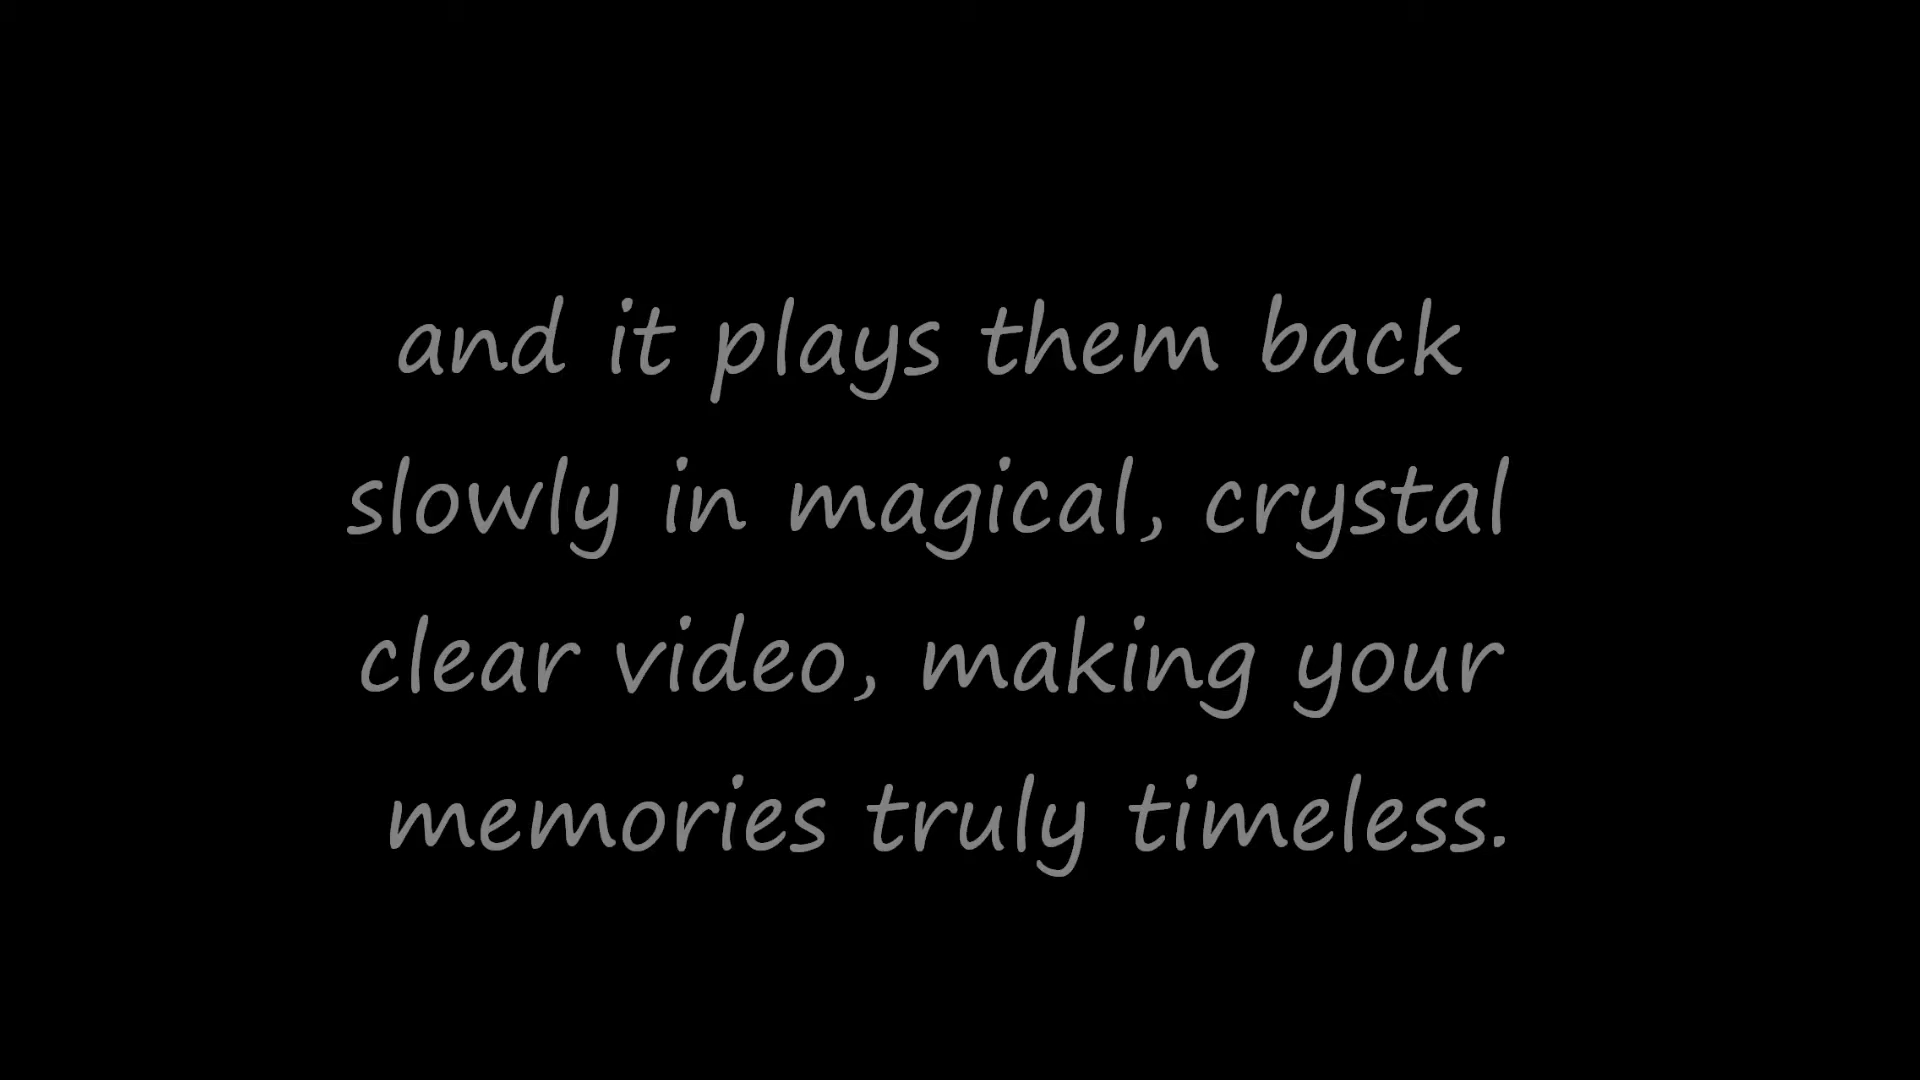 and it plays them back
slowly in magical, crystal
clear video, making your
memories truly timeless.